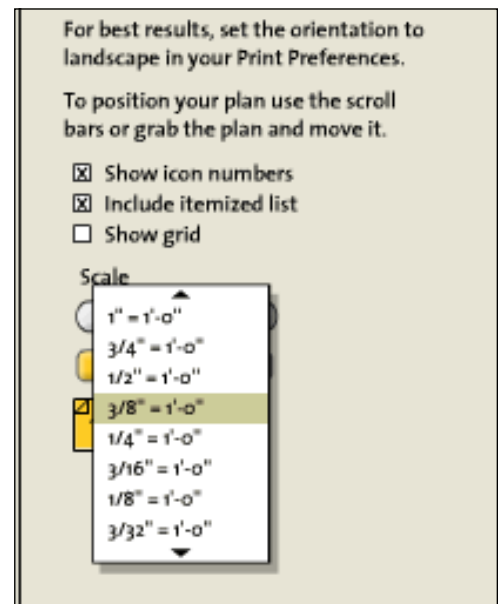 For best results, set the orientation to
landscape in your Print Preferences.
To position your plan use the scroll
bars or grab the plan and move it.
Show icon numbers
Include itemized list
Show grid
Scale
1" = 1'-0"
3/4" = 1'-0"
1/2" = 1'-0"
3/8" = 1'-0"
1/4" = 1'-0"
3/16" = 1'-0"
1/8" = 1'-0"
3/32" = 1'-0"